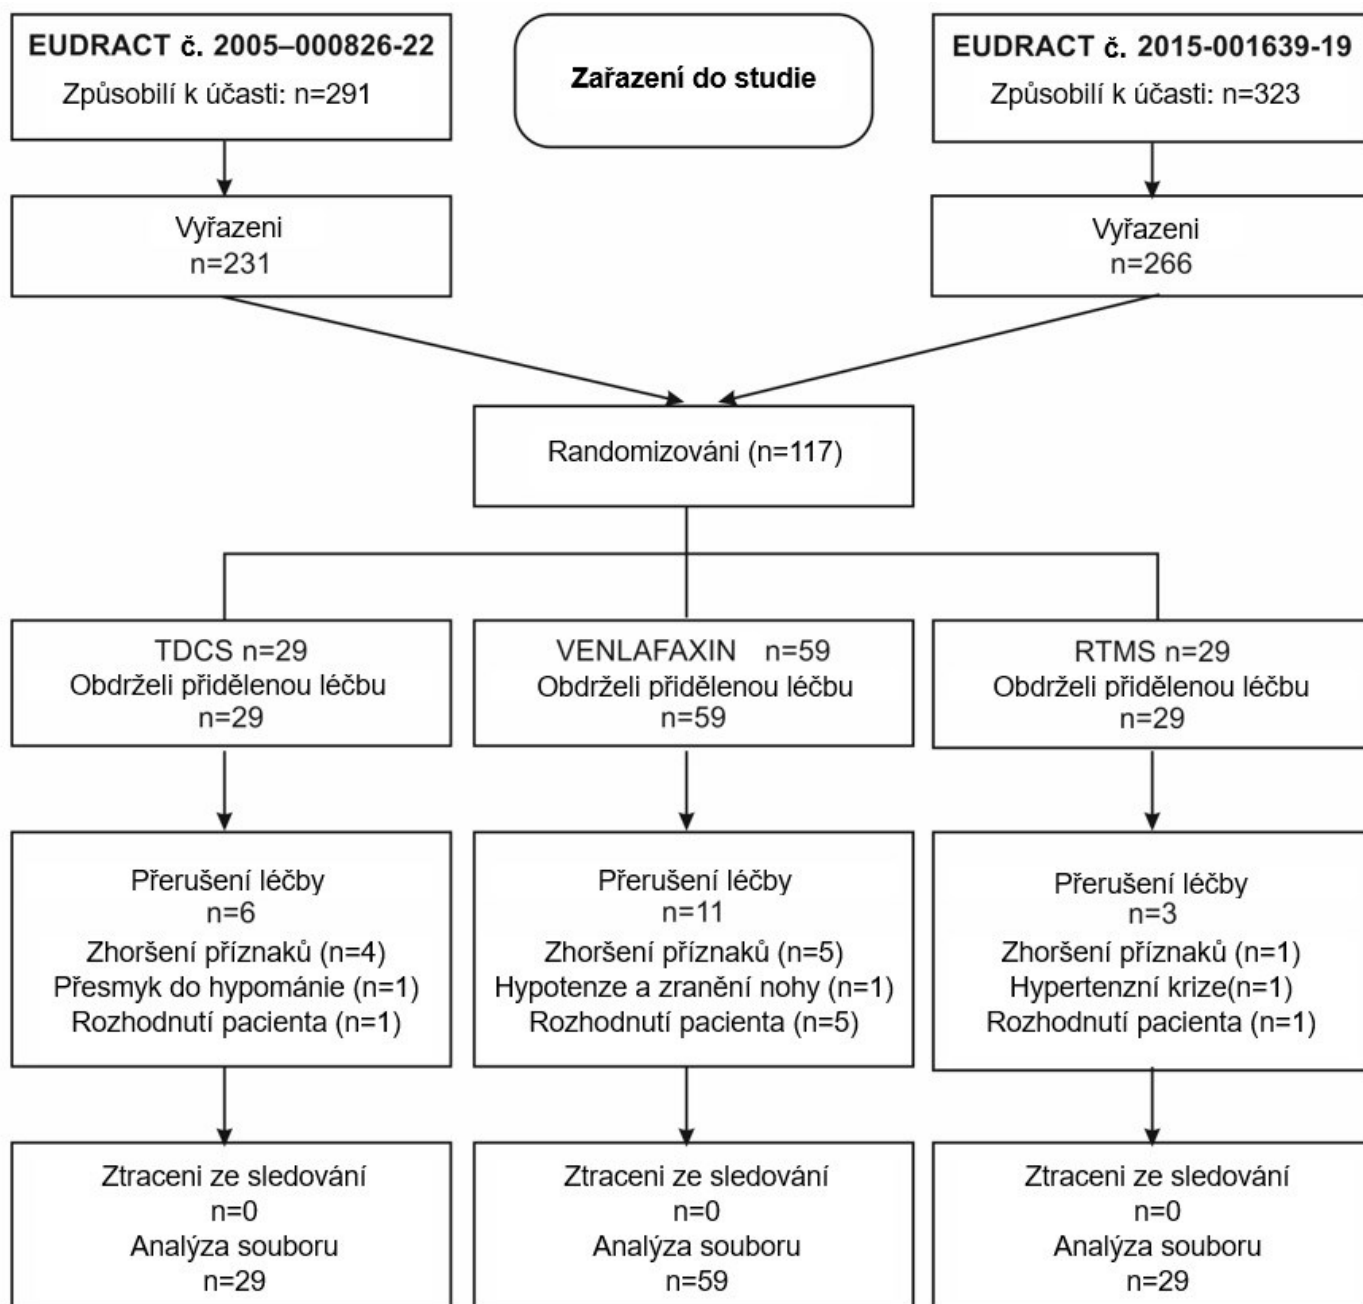 EUDRACT č. 2005–000826-22
Způsobilí k účasti: n=291
Zařazení do studie
EUDRACT č. 2015-001639-19
Způsobilí k účasti: n=323
Vyřazeni
n=231
Vyřazeni
n=266
Randomizováni (n=117)
TDCS n=29
Obdrželi přidělenou léčbu
n=29
VENLAFAXIN n=59
Obdrželi přidělenou léčbu
n=59
RTMS n=29
Obdrželi přidělenou léčbu
n=29
Přerušení léčby
n=6
Zhoršení příznaků (n=4)
Přesmyk do hypománie (n=1)
Rozhodnutí pacienta (n=1)
Přerušení léčby
n=11
Zhoršení příznaků (n=5)
Hypotenze a zranění nohy (n=1)
Rozhodnutí pacienta (n=5)
Přerušení léčby
n=3
Zhoršení příznaků (n=1)
Hypertenzní krize(n=1)
Rozhodnutí pacienta (n=1)
Ztraceni ze sledování
n=0
Analýza souboru
n=29
Ztraceni ze sledování
n=0
Analýza souboru
n=59
Ztraceni ze sledování
n=0
Analýza souboru
n=29